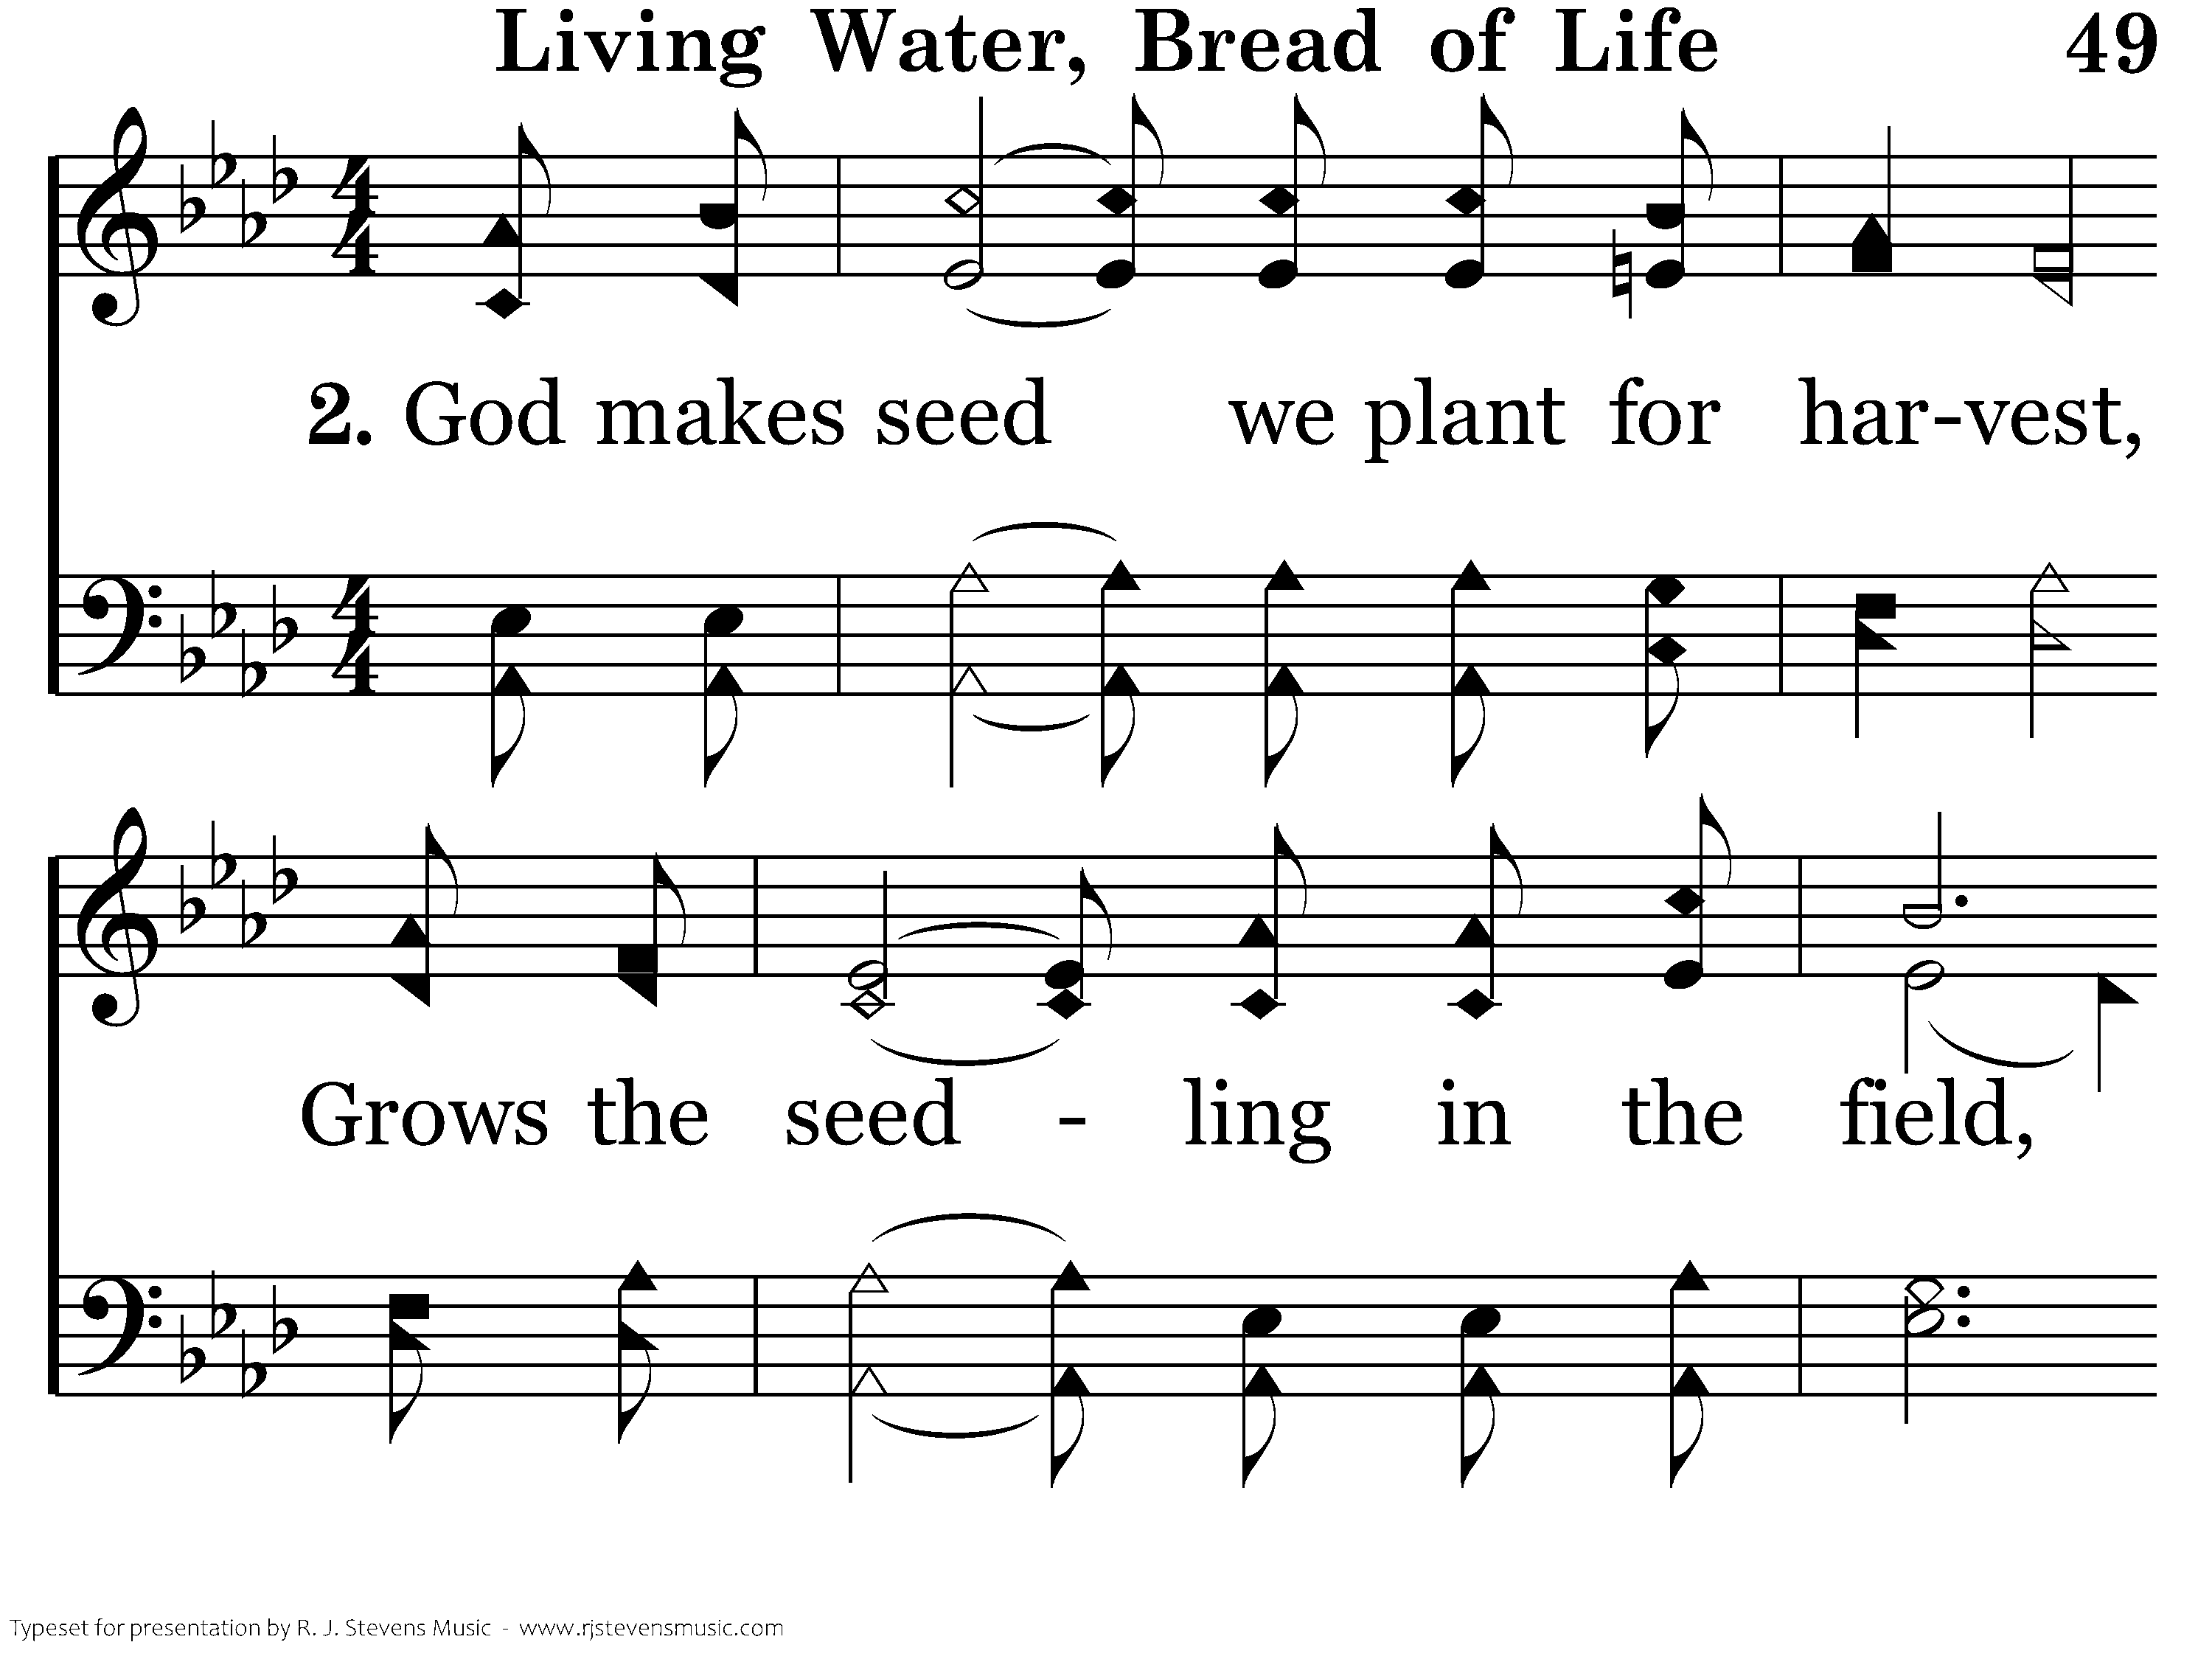 Living Water, Bread of Life 49
2. God makes seed we plant for har-vest,
Grows the seed - ling in the field,
Typeset for presentation by R. J. Stevens Music - www.rjstevensmusic.com